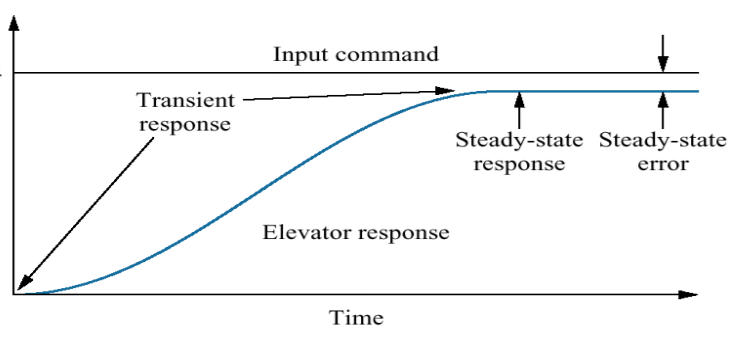 Input command
Transient
response
Steady-state
response
Steady-state
error
Elevator response
Time